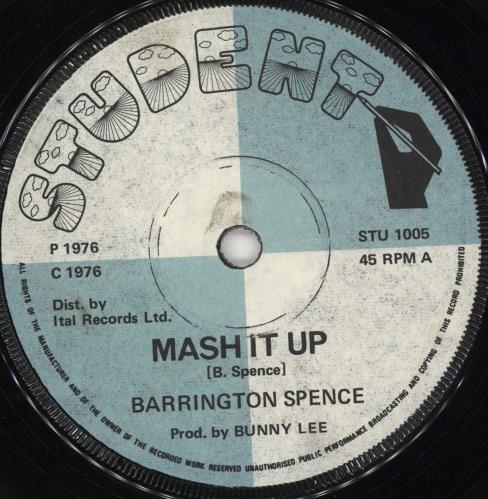 STUDENT
P 1976
C 1976
STU 1005
45 RPM A
Dist. by
Ital Records Ltd.
MASH IT UP
[B. Spence]
BARRINGTON SPENCE
Prod. by BUNNY LEE
ALL RIGHTS OF THE MANUFACTURER AND OF THE OWNER OF THE RECORDED WORK RESERVED UNAUTHORISED PUBLIC PERFORMANCE BROADCASTING AND COPYING OF THIS RECORD PROHIBITED